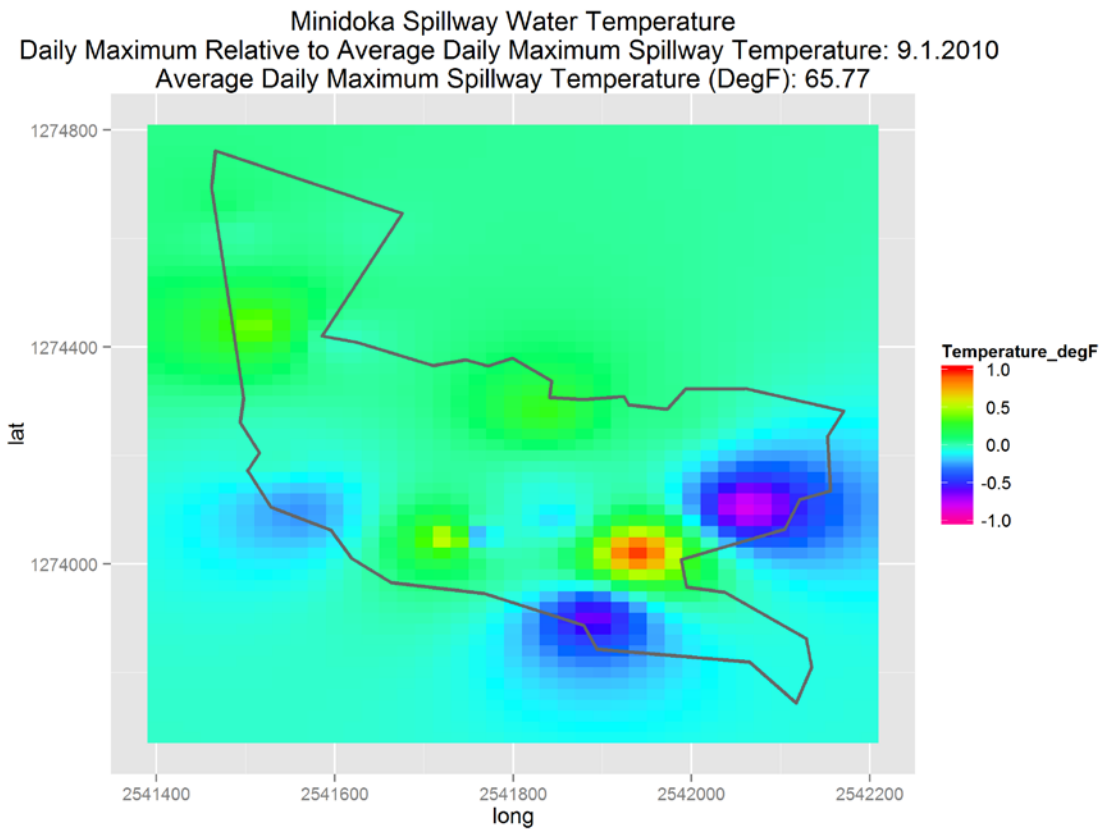 Minidoka Spillway Water Temperature
Daily Maximum Relative to Average Daily Maximum Spillway Temperature: 9.1.2010
Average Daily Maximum Spillway Temperature (DegF): 65.77
1274800
1274400
1274000
lat
2541400 2541600 2541800 2542000 2542200
long
Temperature_degF
1.0
0.5
0.0
-0.5
-1.0